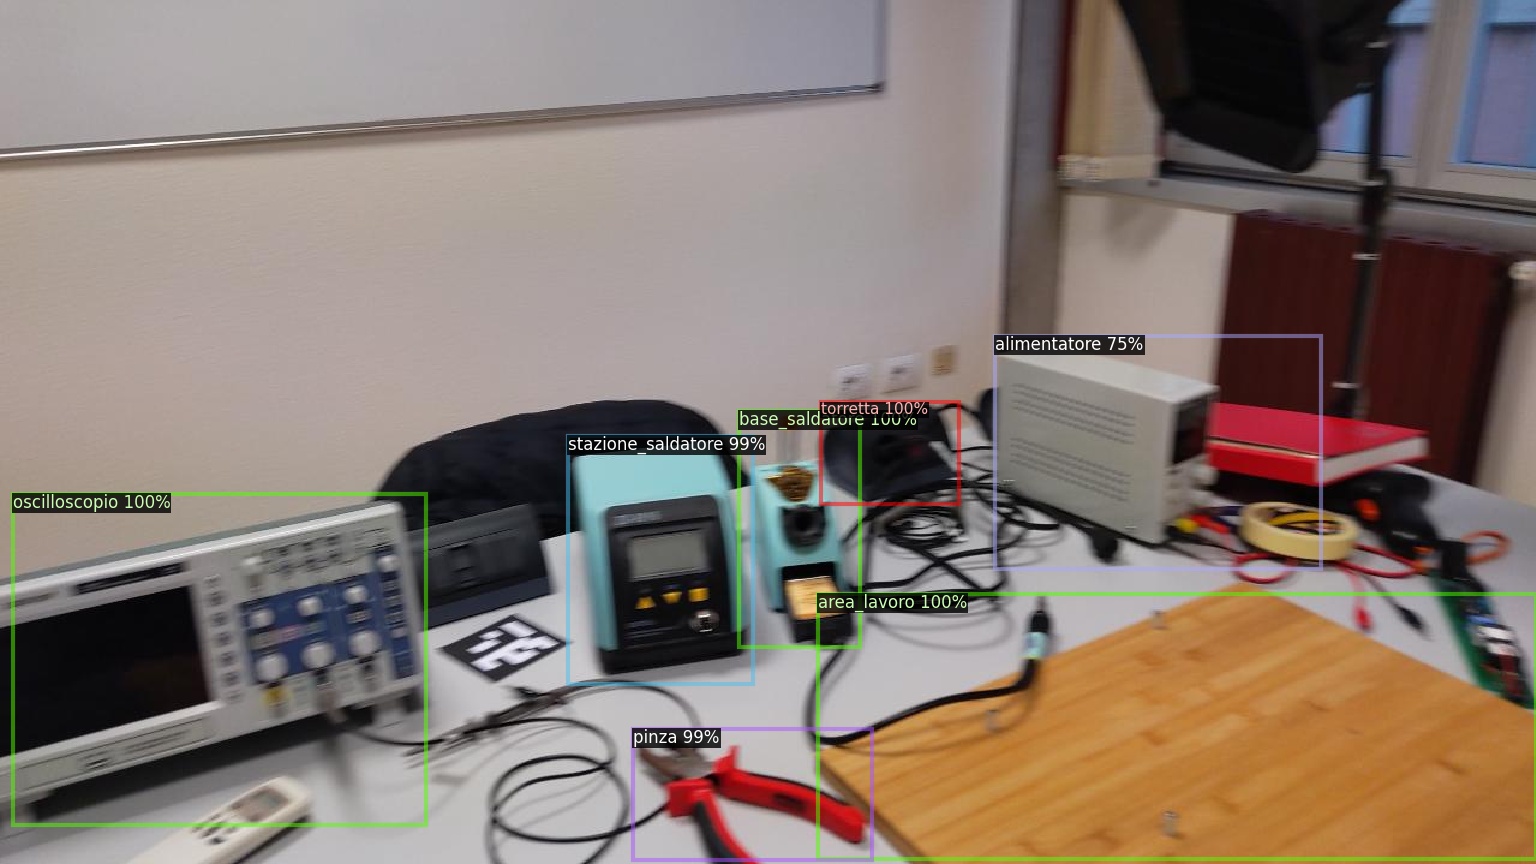 alimentatore 75%
torretta 100%
base_saldatore 100%
stazione_saldatore 99%
oscilloscopio 100%
area_lavoro 100%
pinza 99%